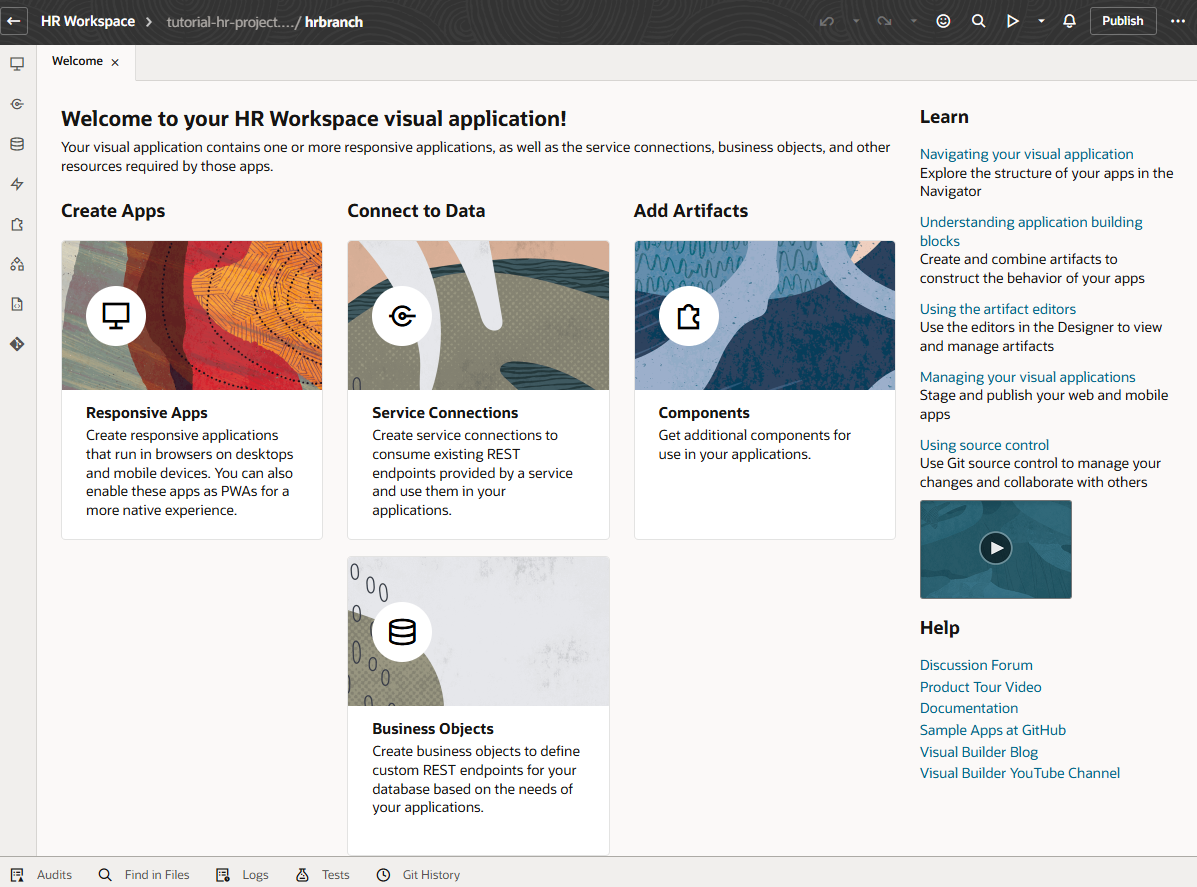 HR Workspace
tutorial-hr-project.... / hrbranch
Publish
Welcome
Welcome to your HR Workspace visual application!
Your visual application contains one or more responsive applications, as well as the service connections, business objects, and other
resources required by those apps.
Create Apps
Responsive Apps
Create responsive applications
that run in browsers on desktops
and mobile devices. You can also
enable these apps as PWAs for a
more native experience.
Connect to Data
Service Connections
Create service connections to
consume existing REST
endpoints provided by a service
and use them in your
applications.
Business Objects
Create business objects to define
custom REST endpoints for your
database based on the needs of
your applications.
Add Artifacts
Components
Get additional components for
use in your applications.
Learn
Navigating your visual application
Explore the structure of your apps in the
Navigator
Understanding application building
blocks
Create and combine artifacts to
construct the behavior of your apps
Using the artifact editors
Use the editors in the Designer to view
and manage artifacts
Managing your visual applications
Stage and publish your web and mobile
apps
Using source control
Use Git source control to manage your
changes and collaborate with others
Help
Discussion Forum
Product Tour Video
Documentation
Sample Apps at GitHub
Visual Builder Blog
Visual Builder YouTube Channel
Audits
Find in Files
Logs
Tests
Git History